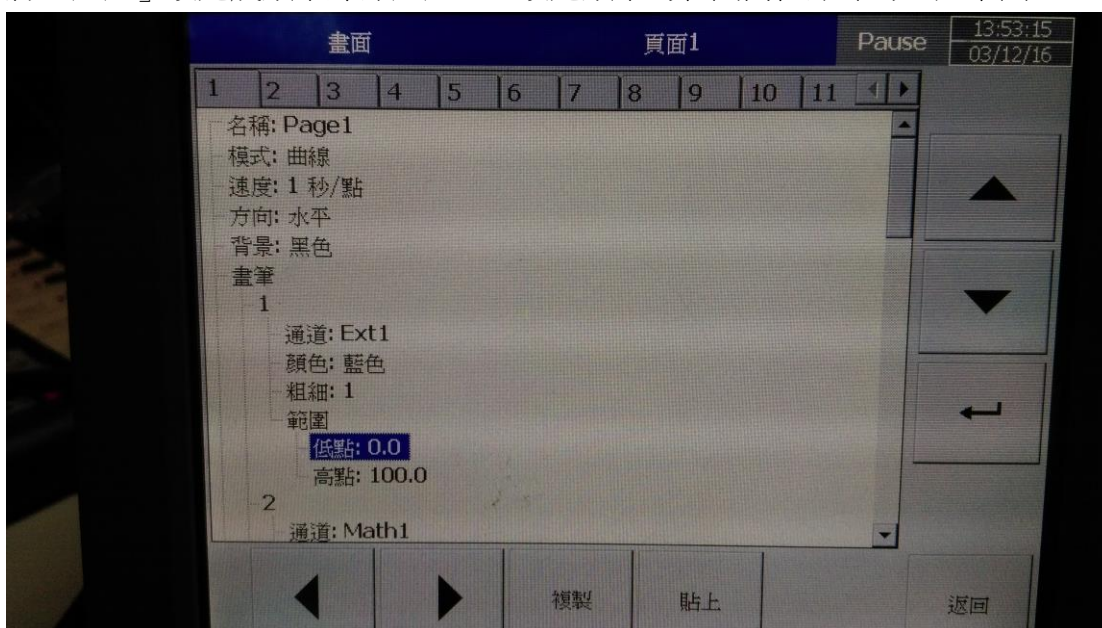 畫面 頁面1 Pause 13:53:15
03/12/16
1 2 3 4 5 6 7 8 9 10 11
名稱: Page1
模式: 曲線
速度: 1 秒/點
方向: 水平
背景: 黑色
畫筆
1
通道: Ext1
顏色: 藍色
粗細: 1
範圍
低點: 0.0
高點: 100.0
2
通道: Math1
複製 貼上 返回